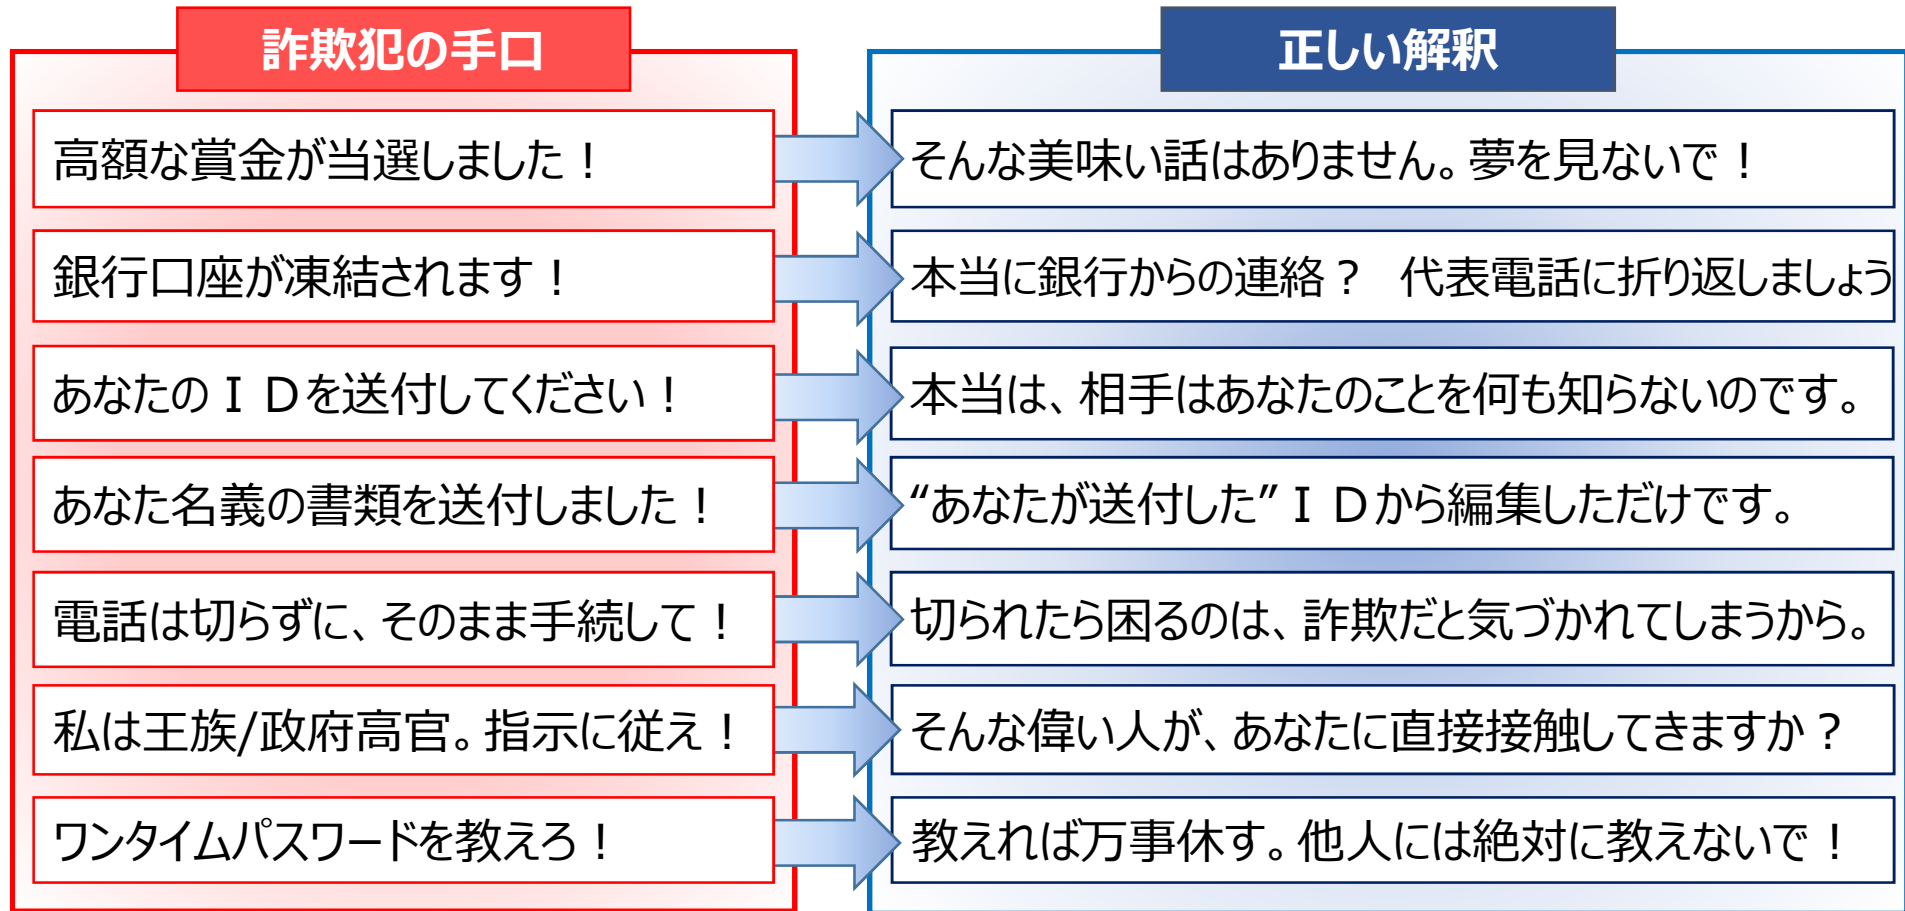 詐欺犯の手口
正しい解釈
高額な賞金が当選しました！
そんな美味い話はありません。夢を見ないで！
銀行口座が凍結されます！
本当に銀行からの連絡？　代表電話に折り返しましょう
あなたのＩＤを送付してください！
本当は、相手はあなたのことを何も知らないのです。
あなた名義の書類を送付しました！
“あなたが送付した”ＩＤから編集しただけです。
電話は切らずに、そのまま手続して！
切られたら困るのは、詐欺だと気づかれてしまうから。
私は王族/政府高官。指示に従え！
そんな偉い人が、あなたに直接接触してきますか？
ワンタイムパスワードを教えろ！
教えれば万事休す。他人には絶対に教えないで！